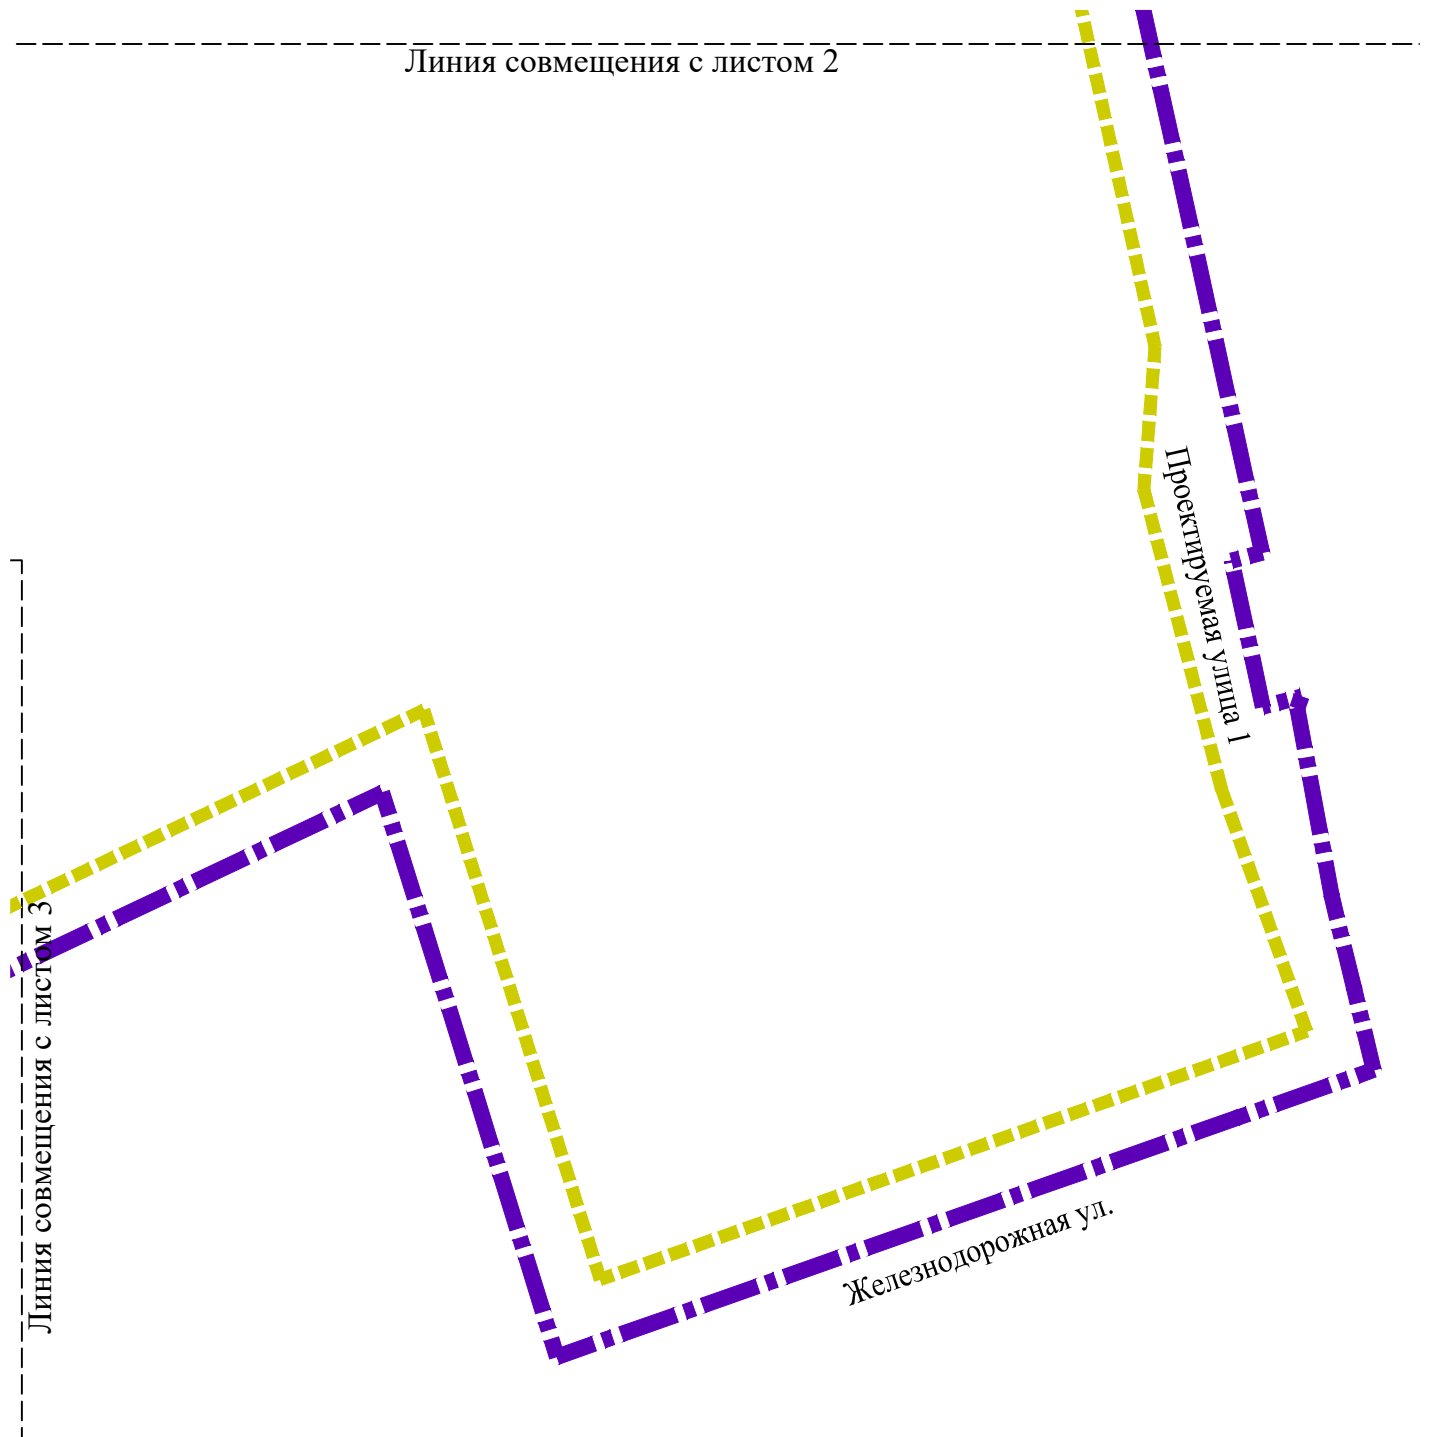 Линия совмещения с листом 2
Проектируемая улица 1
Линия совмещения с листом 3
Железнодорожная ул.